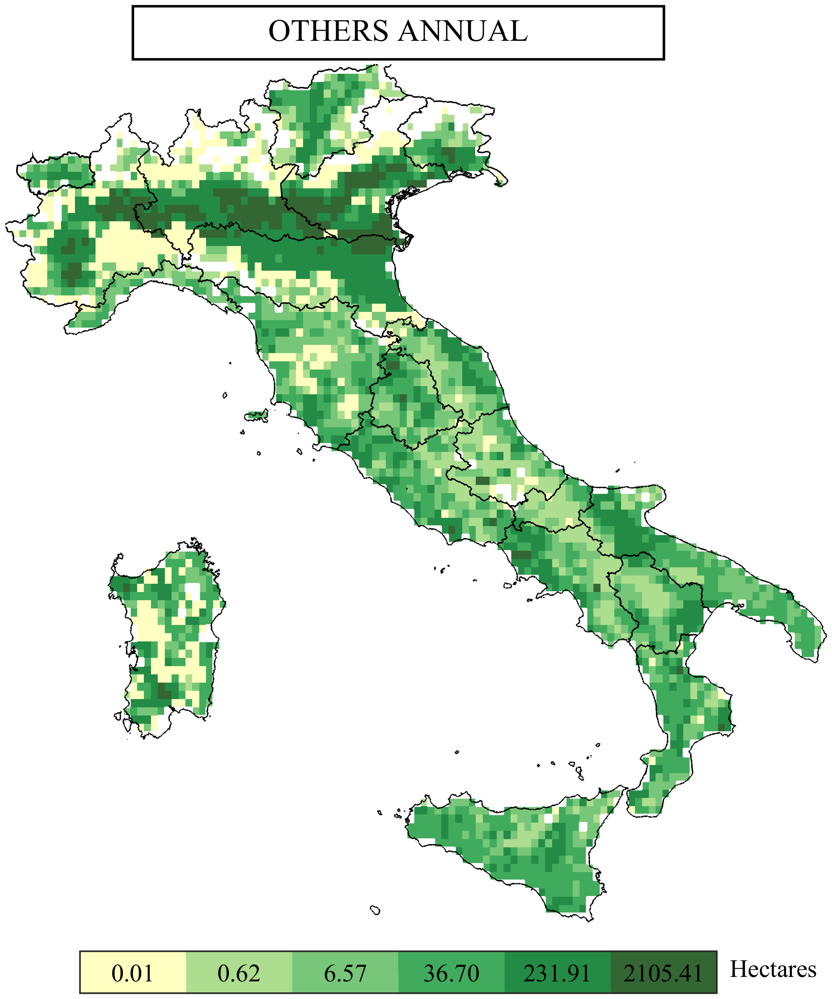 OTHERS ANNUAL
0.01 0.62 6.57 36.70 231.91 2105.41 Hectares